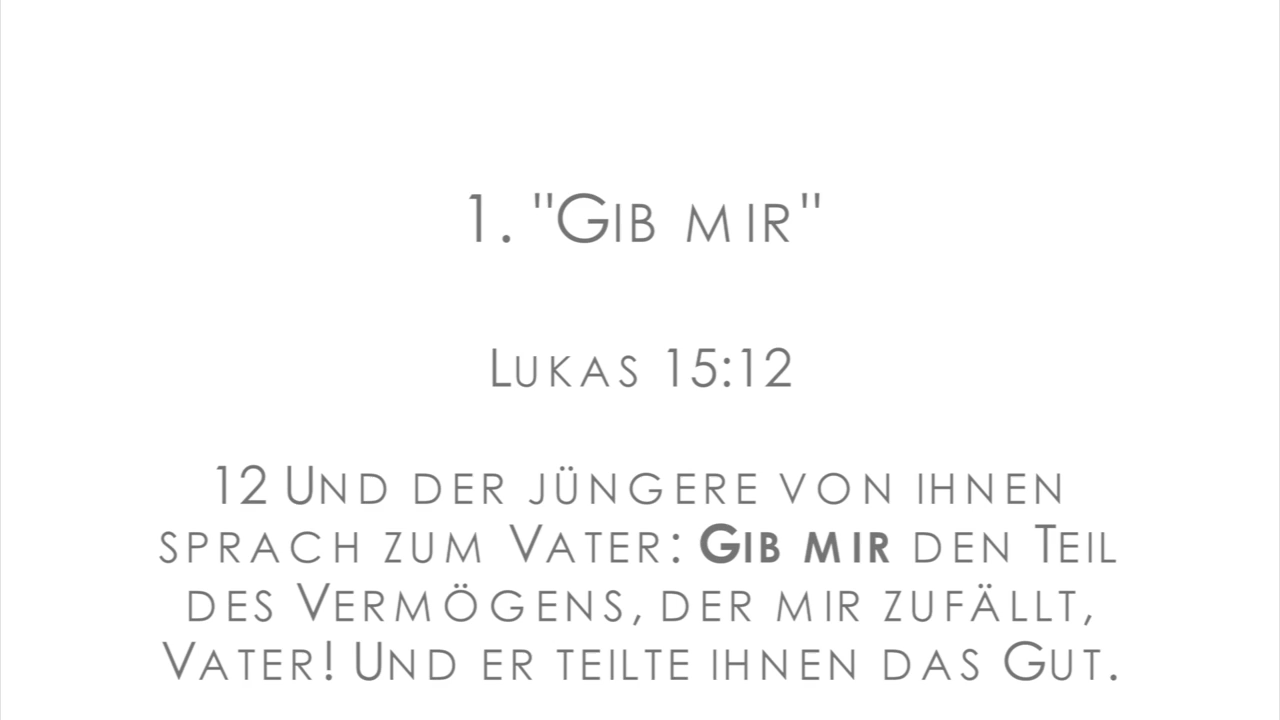 1. "Gib mir"
Lukas 15:12
12 Und der jüngere von ihnen
sprach zum Vater: Gib mir den Teil
des Vermögens, der mir zufällt,
Vater! Und er teilte ihnen das Gut.